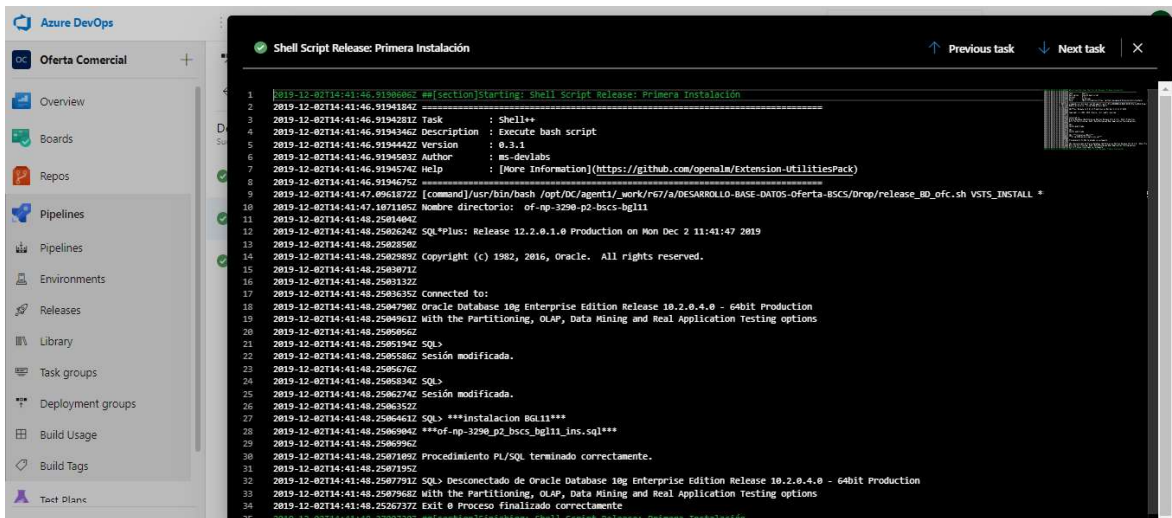 Azure DevOps
OC Oferta Comercial +
Overview
Boards
Repos
Pipelines
Pipelines
Environments
Releases
Library
Task groups
Deployment groups
Build Usage
Build Tags
Test Plans
Shell Script Release: Primera Instalación
Previous task
Next task
1 2019-12-02T14:41:46.9190606Z ##[section]Starting: Shell Script Release: Primera Instalación
2 2019-12-02T14:41:46.9194184Z ==============================================================================
3 2019-12-02T14:41:46.9194281Z Task : Shell++
4 2019-12-02T14:41:46.9194346Z Description : Execute bash script
5 2019-12-02T14:41:46.9194442Z Version : 0.3.1
6 2019-12-02T14:41:46.9194503Z Author : ms-devlabs
7 2019-12-02T14:41:46.9194574Z Help : [More Information](https://github.com/openalm/Extension-UtilitiesPack)
8 2019-12-02T14:41:46.9194675Z ==============================================================================
9 2019-12-02T14:41:47.0961872Z [command]/usr/bin/bash /opt/DC/agent1/_work/r67/a/DESARROLLO-BASE-DATOS-Oferta-BSCS/Drop/release_BD_ofc.sh VSTS_INSTALL *
10 2019-12-02T14:41:47.1071105Z Nombre directorio: of-np-3290-p2-bscs-bgl11
11 2019-12-02T14:41:48.2501404Z
12 2019-12-02T14:41:48.2502624Z SQL*Plus: Release 12.2.0.1.0 Production on Mon Dec 2 11:41:47 2019
13 2019-12-02T14:41:48.2502850Z
14 2019-12-02T14:41:48.2502989Z Copyright (c) 1982, 2016, Oracle. All rights reserved.
15 2019-12-02T14:41:48.2503071Z
16 2019-12-02T14:41:48.2503132Z
17 2019-12-02T14:41:48.2503635Z Connected to:
18 2019-12-02T14:41:48.2504790Z Oracle Database 10g Enterprise Edition Release 10.2.0.4.0 - 64bit Production
19 2019-12-02T14:41:48.2504961Z With the Partitioning, OLAP, Data Mining and Real Application Testing options
20 2019-12-02T14:41:48.2505056Z
21 2019-12-02T14:41:48.2505194Z SQL>
22 2019-12-02T14:41:48.2505586Z Sesión modificada.
23 2019-12-02T14:41:48.2505676Z
24 2019-12-02T14:41:48.2505834Z SQL>
25 2019-12-02T14:41:48.2506274Z Sesión modificada.
26 2019-12-02T14:41:48.2506352Z
27 2019-12-02T14:41:48.2506461Z SQL> ***instalacion BGL11***
28 2019-12-02T14:41:48.2506904Z ***of-np-3290_p2_bscs_bgl11_ins.sql***
29 2019-12-02T14:41:48.2506996Z
30 2019-12-02T14:41:48.2507109Z Procedimiento PL/SQL terminado correctamente.
31 2019-12-02T14:41:48.2507195Z
32 2019-12-02T14:41:48.2507791Z SQL> Desconectado de Oracle Database 10g Enterprise Edition Release 10.2.0.4.0 - 64bit Production
33 2019-12-02T14:41:48.2507968Z With the Partitioning, OLAP, Data Mining and Real Application Testing options
34 2019-12-02T14:41:48.2526737Z Exit 0 Proceso finalizado correctamente